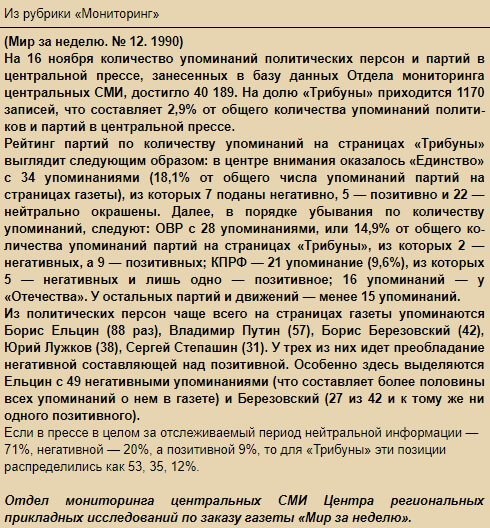 Из рубрики «Мониторинг»
(Мир за неделю. № 12. 1990)
На 16 ноября количество упоминаний политических персон и партий в
центральной прессе, занесенных в базу данных Отдела мониторинга
центральных СМИ, достигло 40 189. На долю «Трибуны» приходится 1170
записей, что составляет 2,9% от общего количества упоминаний полити-
ков и партий в центральной прессе.
Рейтинг партий по количеству упоминаний на страницах «Трибуны»
выглядит следующим образом: в центре внимания оказалось «Единство»
с 34 упоминаниями (18,1% от общего числа упоминаний партий на
страницах газеты), из которых 7 поданы негативно, 5 — позитивно и 22 —
нейтрально окрашены. Далее, в порядке убывания по количеству
упоминаний, следуют: ОВР с 28 упоминаниями, или 14,9% от общего ко-
личества упоминаний партий на страницах «Трибуны», из которых 2 —
негативных, а 9 — позитивных; КПРФ — 21 упоминание (9,6%), из которых
5 — негативных и лишь одно — позитивное; 16 упоминаний — у
«Отечества». У остальных партий и движений — менее 15 упоминаний.
Из политических персон чаще всего на страницах газеты упоминаются
Борис Ельцин (88 раз), Владимир Путин (57), Борис Березовский (42),
Юрий Лужков (38), Сергей Степашин (31). У трех из них идет преобладание
негативной составляющей над позитивной. Особенно здесь выделяются
Ельцин с 49 негативными упоминаниями (что составляет более половины
всех упоминаний о нем в газете) и Березовский (27 из 42 и к тому же ни
одного позитивного).
Если в прессе в целом за отслеживаемый период нейтральной информации —
71%, негативной — 20%, а позитивной 9%, то для «Трибуны» эти позиции
распределились как 53, 35, 12%.
Отдел мониторинга центральных СМИ Центра региональных
прикладных исследований по заказу газеты «Мир за неделю».